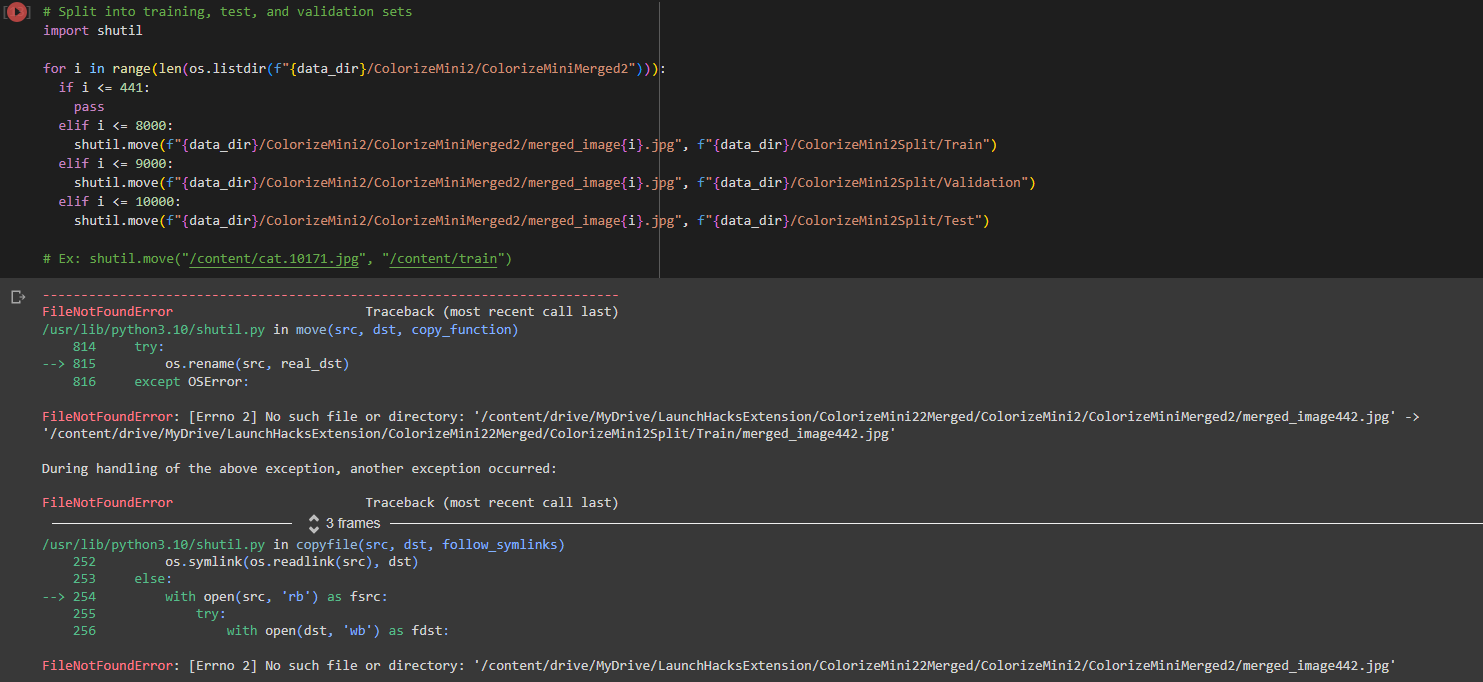 # Split into training, test, and validation sets
import shutil
for i in range(len(os.listdir(f"{data_dir}/ColorizeMini2/ColorizeMiniMerged2"))):
if i <= 441:
pass
elif i <= 8000:
shutil.move(f"{data_dir}/ColorizeMini2/ColorizeMiniMerged2/merged_image{i}.jpg", f"{data_dir}/ColorizeMini2Split/Train")
elif i <= 9000:
shutil.move(f"{data_dir}/ColorizeMini2/ColorizeMiniMerged2/merged_image{i}.jpg", f"{data_dir}/ColorizeMini2Split/Validation")
elif i <= 10000:
shutil.move(f"{data_dir}/ColorizeMini2/ColorizeMiniMerged2/merged_image{i}.jpg", f"{data_dir}/ColorizeMini2Split/Test")
# Ex: shutil.move("/content/cat.10171.jpg", "/content/train")
---------------------------------------------------------------------------
FileNotFoundError Traceback (most recent call last)
/usr/lib/python3.10/shutil.py in move(src, dst, copy_function)
814 try:
--> 815 os.rename(src, real_dst)
816 except OSError:
FileNotFoundError: [Errno 2] No such file or directory: '/content/drive/MyDrive/LaunchHacksExtension/ColorizeMini22Merged/ColorizeMini2/ColorizeMiniMerged2/merged_image442.jpg' ->
'/content/drive/MyDrive/LaunchHacksExtension/ColorizeMini22Merged/ColorizeMini2Split/Train/merged_image442.jpg'
During handling of the above exception, another exception occurred:
FileNotFoundError Traceback (most recent call last)
3 frames
/usr/lib/python3.10/shutil.py in copyfile(src, dst, follow_symlinks)
252 os.symlink(os.readlink(src), dst)
253 else:
--> 254 with open(src, 'rb') as fsrc:
255 try:
256 with open(dst, 'wb') as fdst:
FileNotFoundError: [Errno 2] No such file or directory: '/content/drive/MyDrive/LaunchHacksExtension/ColorizeMini22Merged/ColorizeMini2/ColorizeMiniMerged2/merged_image442.jpg'